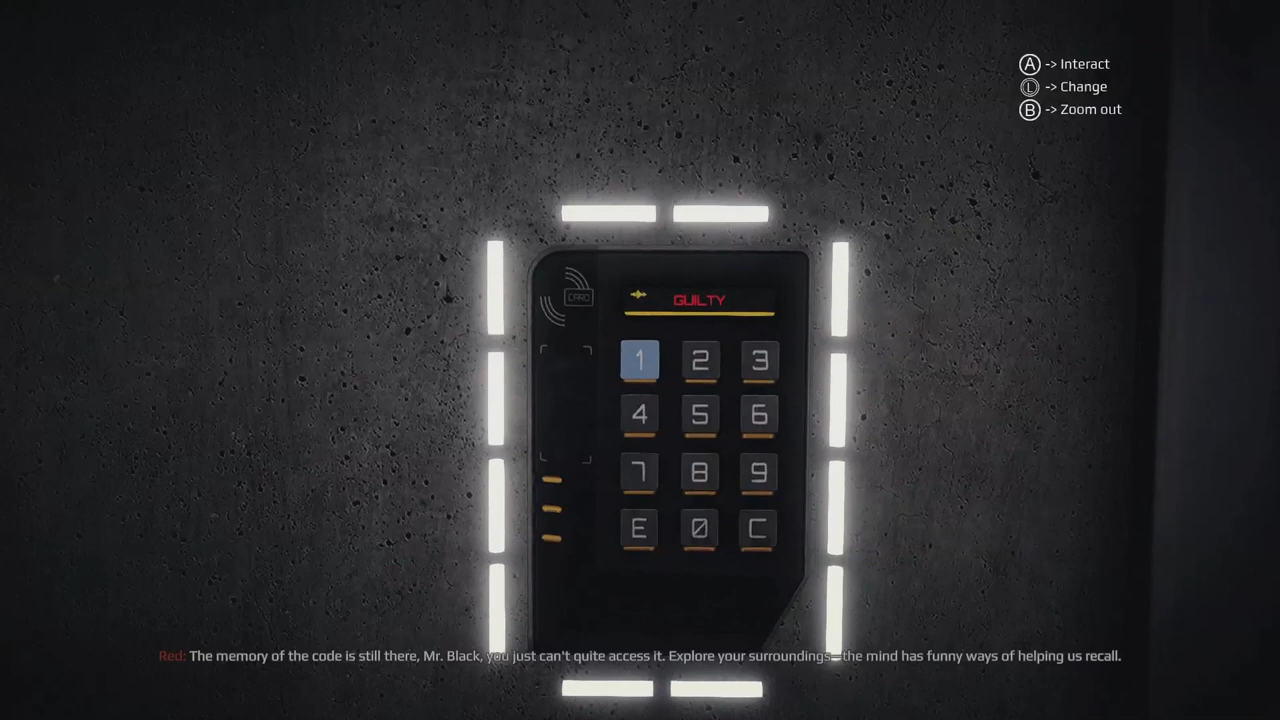 A -> Interact
L -> Change
B -> Zoom out
CARD
GUILTY
1 2 3
4 5 6
7 8 9
E 0 C
Red: The memory of the code is still there, Mr. Black, you just can't quite access it. Explore your surroundings—the mind has funny ways of helping us recall.